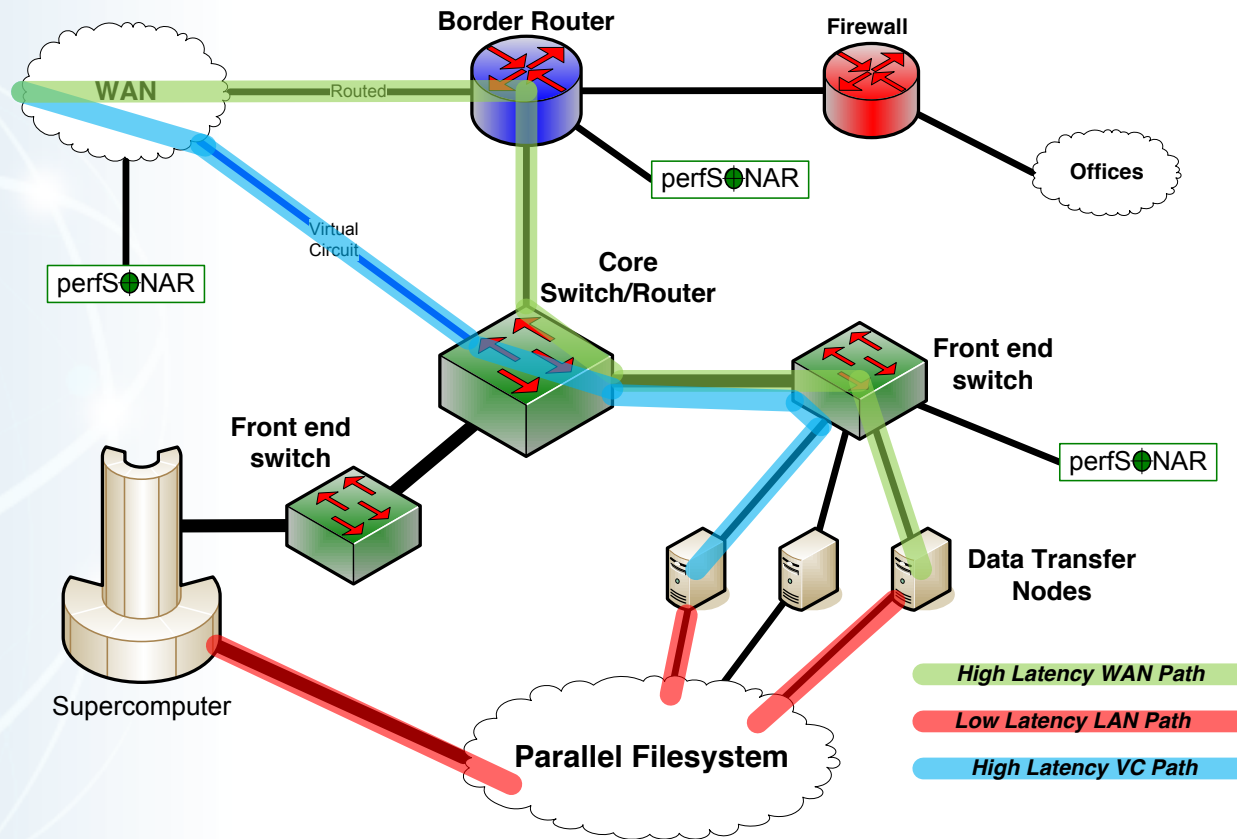 Border Router
Firewall
WAN
Routed
perfSONAR
Offices
Virtual
Circuit
perfSONAR
Core
Switch/Router
Front end
switch
Front end
switch
perfSONAR
Data Transfer
Nodes
High Latency WAN Path
Supercomputer
Low Latency LAN Path
Parallel Filesystem
High Latency VC Path